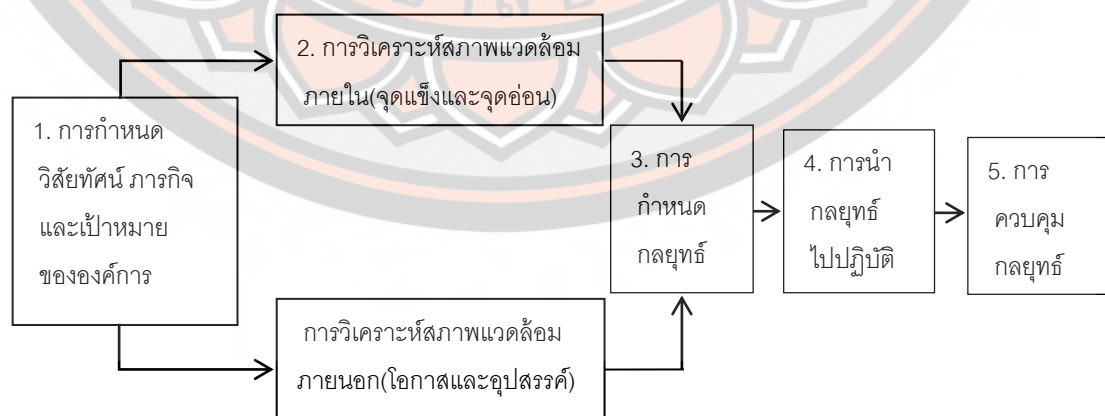 1. การกำหนด
วิสัยทัศน์ ภารกิจ
และเป้าหมาย
ขององค์การ
2. การวิเคราะห์สภาพแวดล้อม
ภายใน(จุดแข็งและจุดอ่อน)
การวิเคราะห์สภาพแวดล้อม
ภายนอก(โอกาสและอุปสรรค์)
3. การ
กำหนด
กลยุทธ์
4. การนำ
กลยุทธ์
ไปปฏิบัติ
5. การ
ควบคุม
กลยุทธ์